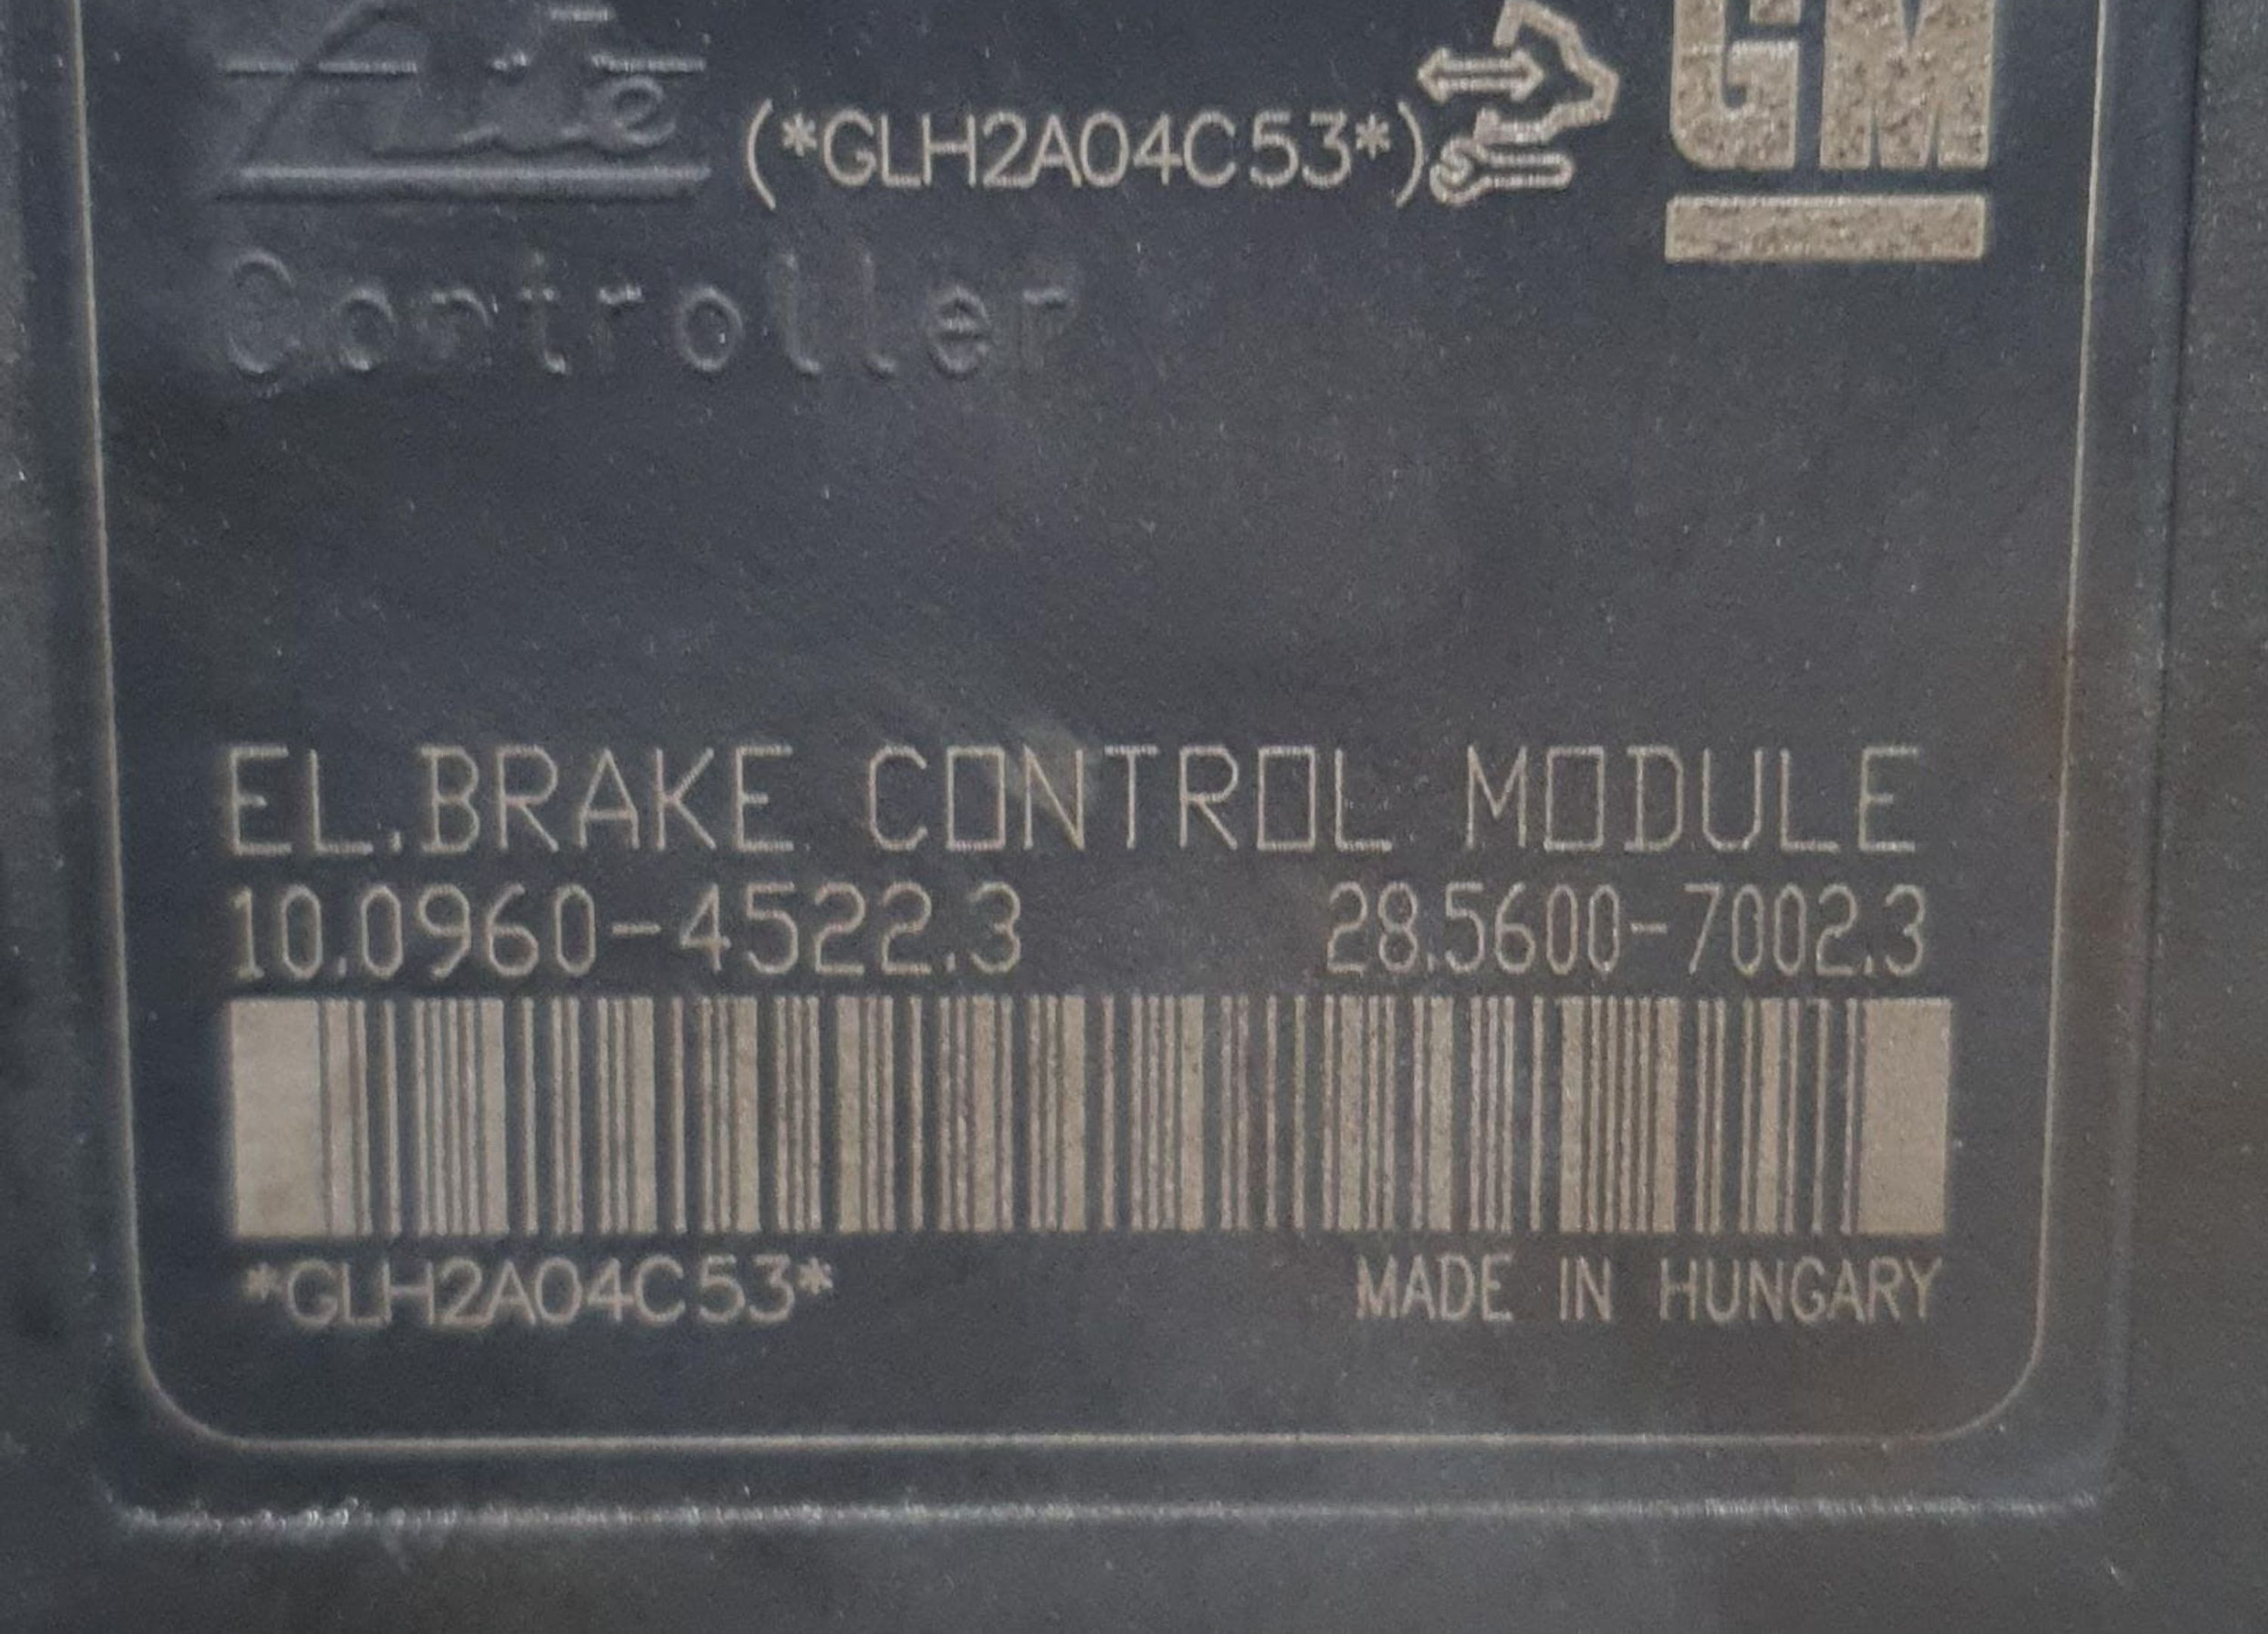 Ate (*GLH2A04C53*) GM
Controller
EL.BRAKE CONTROL MODULE
10.0960-4522.3 28.5600-7002.3
*GLH2A04C53* MADE IN HUNGARY